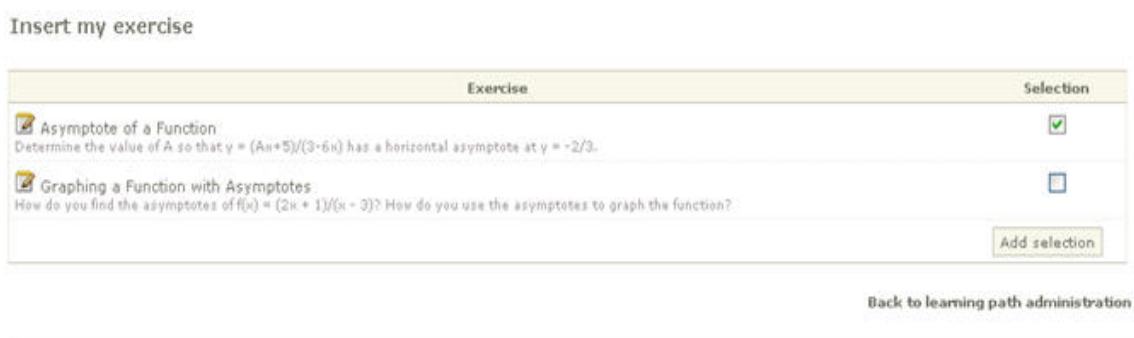 Insert my exercise
Exercise Selection
Asymptote of a Function
Determine the value of A so that y = (Ax+5)/(3-6x) has a horizontal asymptote at y = -2/3.
Graphing a Function with Asymptotes
How do you find the asymptotes of f(x) = (2x + 1)/(x - 3)? How do you use the asymptotes to graph the function?
Add selection
Back to learning path administration